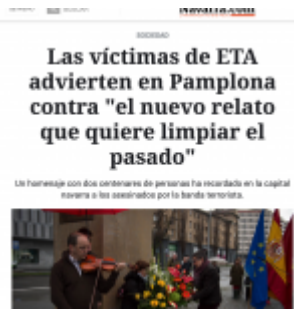 Navarra.com
SOCIEDAD
Las víctimas de ETA
advierten en Pamplona
contra "el nuevo relato
que quiere limpiar el
pasado"
Un homenaje con dos centenares de personas ha recordado en la capital
navarra a los asesinados por la banda terrorista.